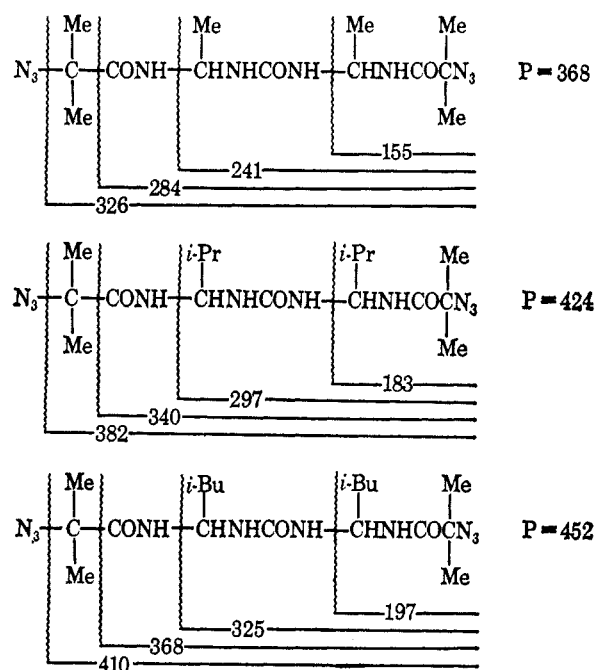 Me Me Me Me
N₃—C—CONH—CHNHCONH—CHNHCOCN₃ P=368
Me Me
155
241
284
326
Me i-Pr i-Pr Me
N₃—C—CONH—CHNHCONH—CHNHCOCN₃ P=424
Me Me
183
297
340
382
Me i-Bu i-Bu Me
N₃—C—CONH—CHNHCONH—CHNHCOCN₃ P=452
Me Me
197
325
368
410